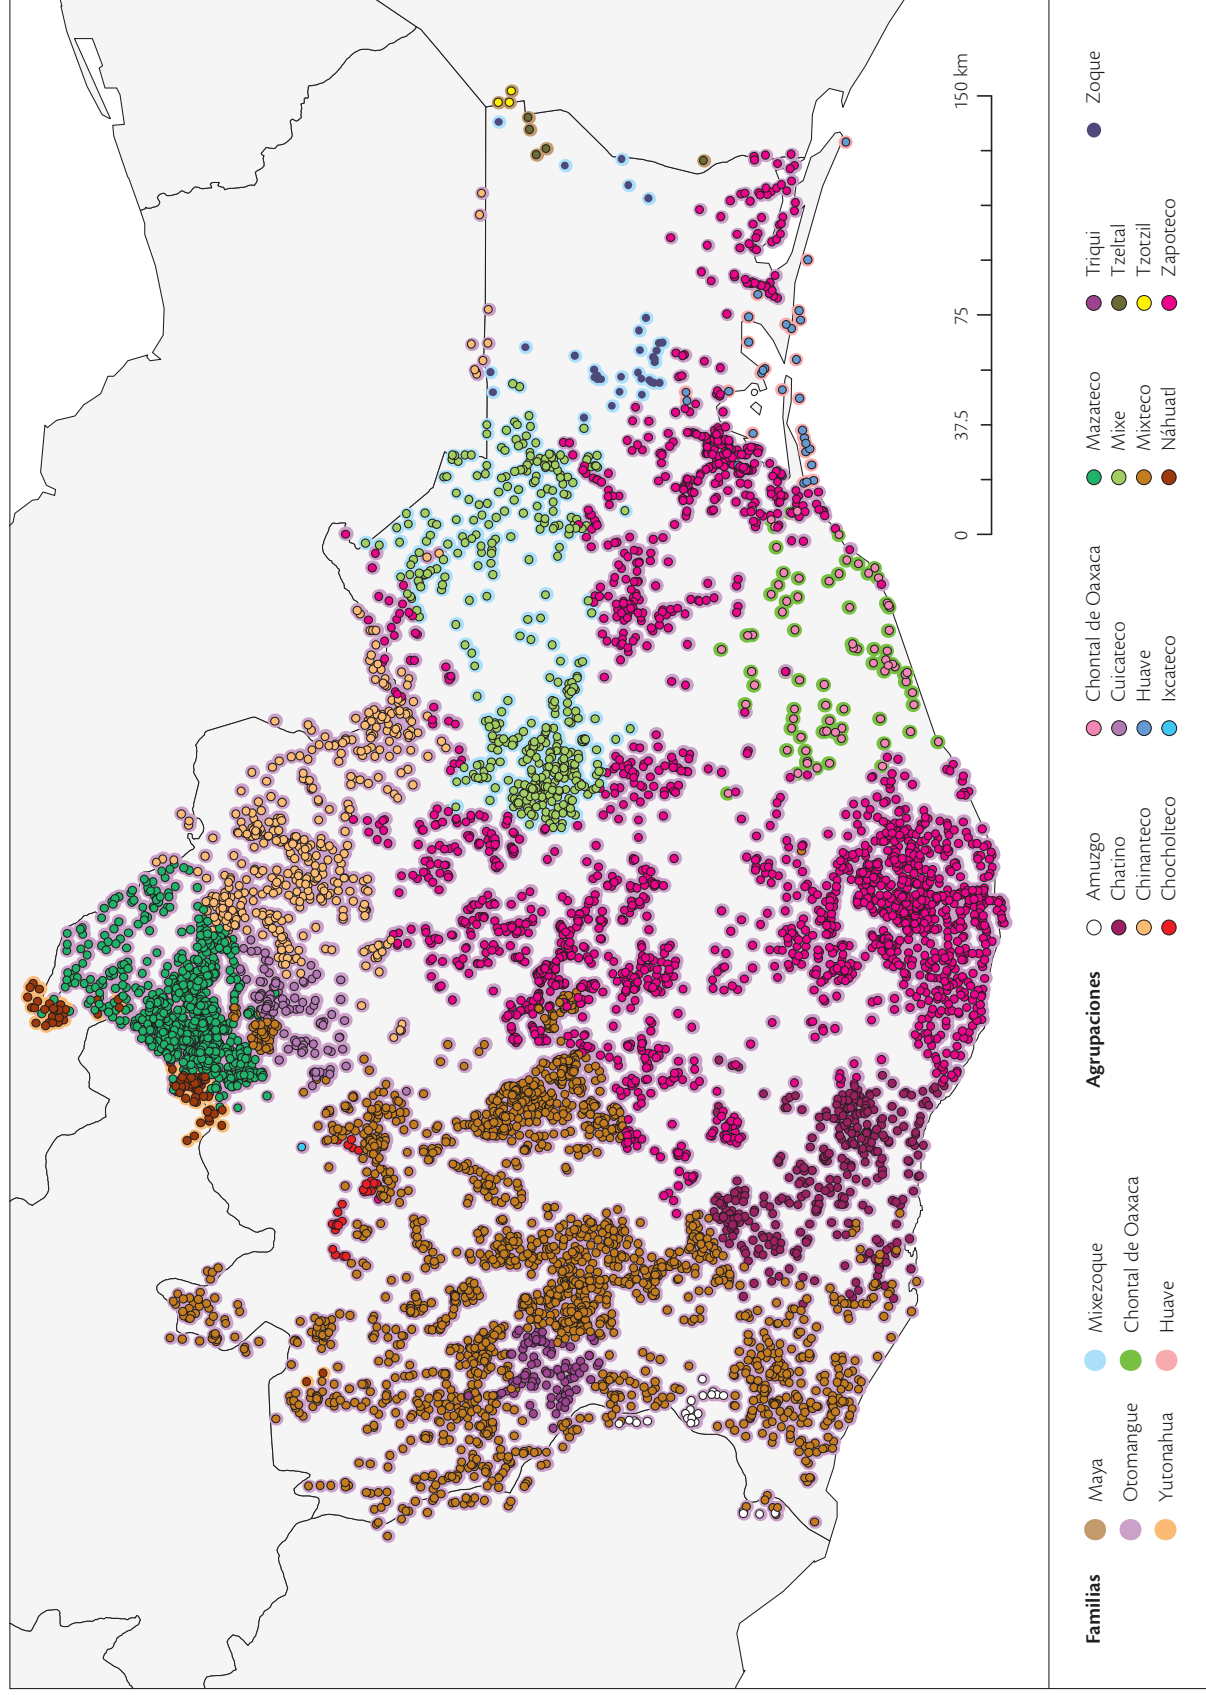 0
37.5
75
150 km
Familias
Maya
Otomangue
Yutonahua
Mixezoque
Chontal de Oaxaca
Huave
Agrupaciones
Amuzgo
Chatino
Chinanteco
Chocholteco
Chontal de Oaxaca
Cuicateco
Huave
Ixcateco
Mazateco
Mixe
Mixteco
Náhuatl
Triqui
Tzeltal
Tzotzil
Zapoteco
Zoque